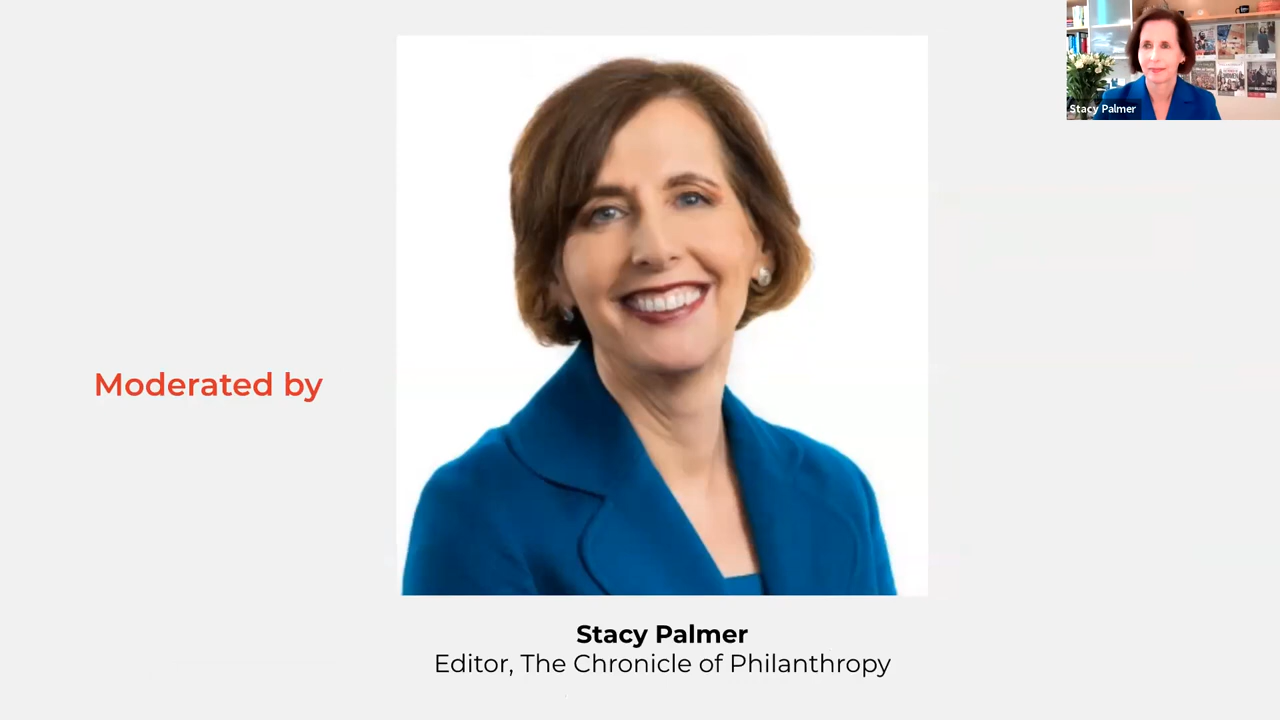 Stacy Palmer
Moderated by
Stacy Palmer
Editor, The Chronicle of Philanthropy